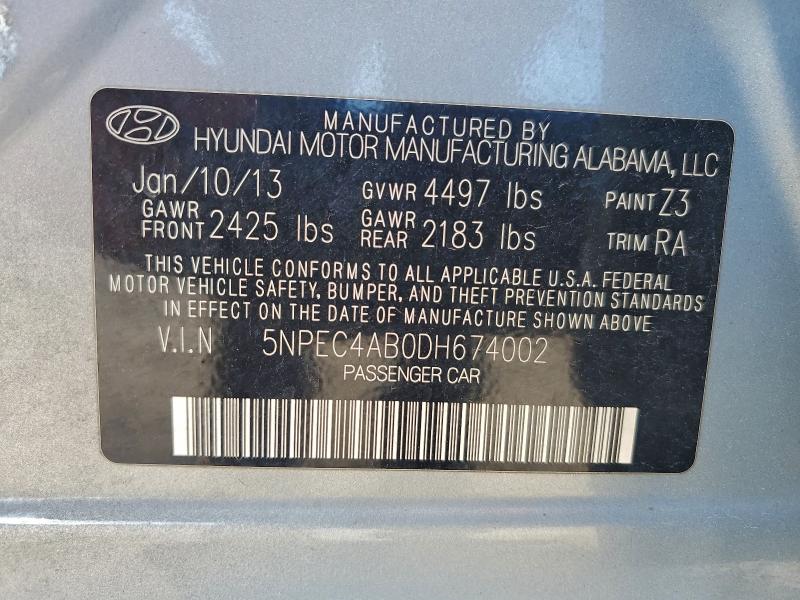 MANUFACTURED BY
HYUNDAI MOTOR MANUFACTURING ALABAMA, LLC
Jan/10/13 GVWR 4497 lbs PAINT Z3
GAWR FRONT 2425 lbs GAWR REAR 2183 lbs TRIM RA
THIS VEHICLE CONFORMS TO ALL APPLICABLE U.S.A. FEDERAL
MOTOR VEHICLE SAFETY, BUMPER, AND THEFT PREVENTION STANDARDS
IN EFFECT ON THE DATE OF MANUFACTURE SHOWN ABOVE
V.I.N 5NPEC4AB0DH674002
PASSENGER CAR